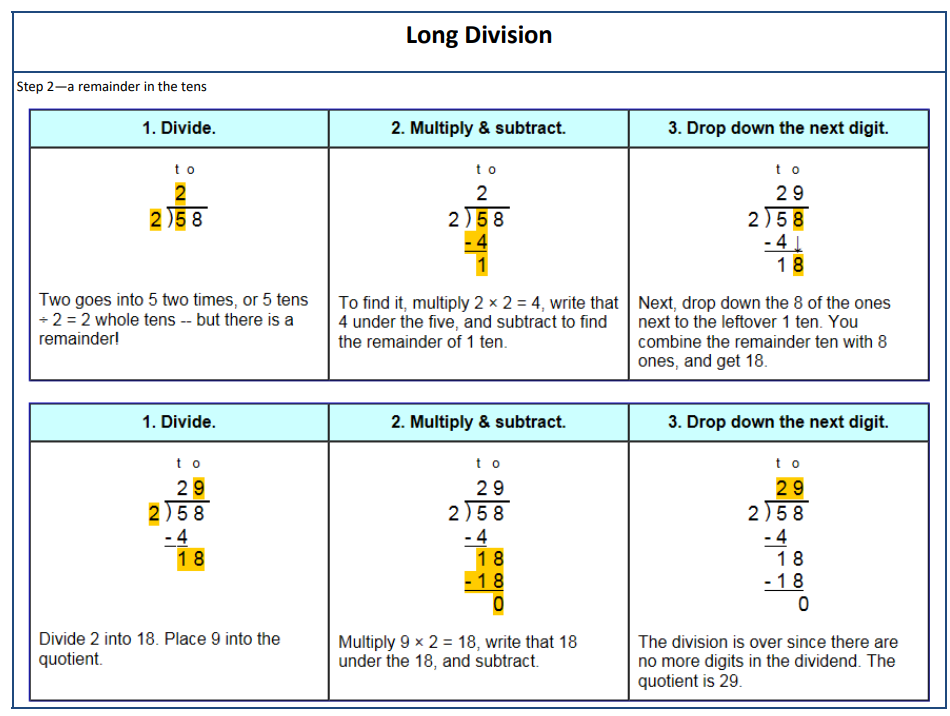 Long Division
Step 2—a remainder in the tens
1. Divide.
2. Multiply & subtract.
3. Drop down the next digit.
t o
2
2 ) 5 8
Two goes into 5 two times, or 5 tens
÷ 2 = 2 whole tens -- but there is a
remainder!
t o
2
2 ) 5 8
- 4
1
To find it, multiply 2 × 2 = 4, write that
4 under the five, and subtract to find
the remainder of 1 ten.
t o
2 9
2 ) 5 8
- 4 ↓
1 8
Next, drop down the 8 of the ones
next to the leftover 1 ten. You
combine the remainder ten with 8
ones, and get 18.
1. Divide.
2. Multiply & subtract.
3. Drop down the next digit.
t o
2 9
2 ) 5 8
- 4
1 8
Divide 2 into 18. Place 9 into the
quotient.
t o
2 9
2 ) 5 8
- 4
1 8
- 1 8
0
Multiply 9 × 2 = 18, write that 18
under the 18, and subtract.
t o
2 9
2 ) 5 8
- 4
1 8
- 1 8
0
The division is over since there are
no more digits in the dividend. The
quotient is 29.